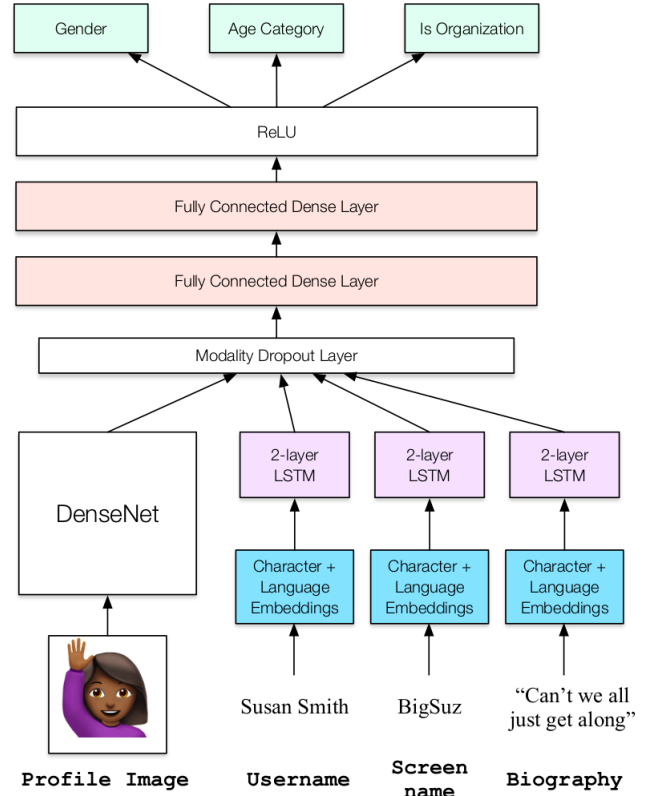 Gender
Age Category
Is Organization
ReLU
Fully Connected Dense Layer
Fully Connected Dense Layer
Modality Dropout Layer
DenseNet
2-layer
LSTM
2-layer
LSTM
2-layer
LSTM
Character +
Language
Embeddings
Character +
Language
Embeddings
Character +
Language
Embeddings
Susan Smith
BigSuz
“Can’t we all
just get along”
Profile Image
Username
Screen
name
Biography